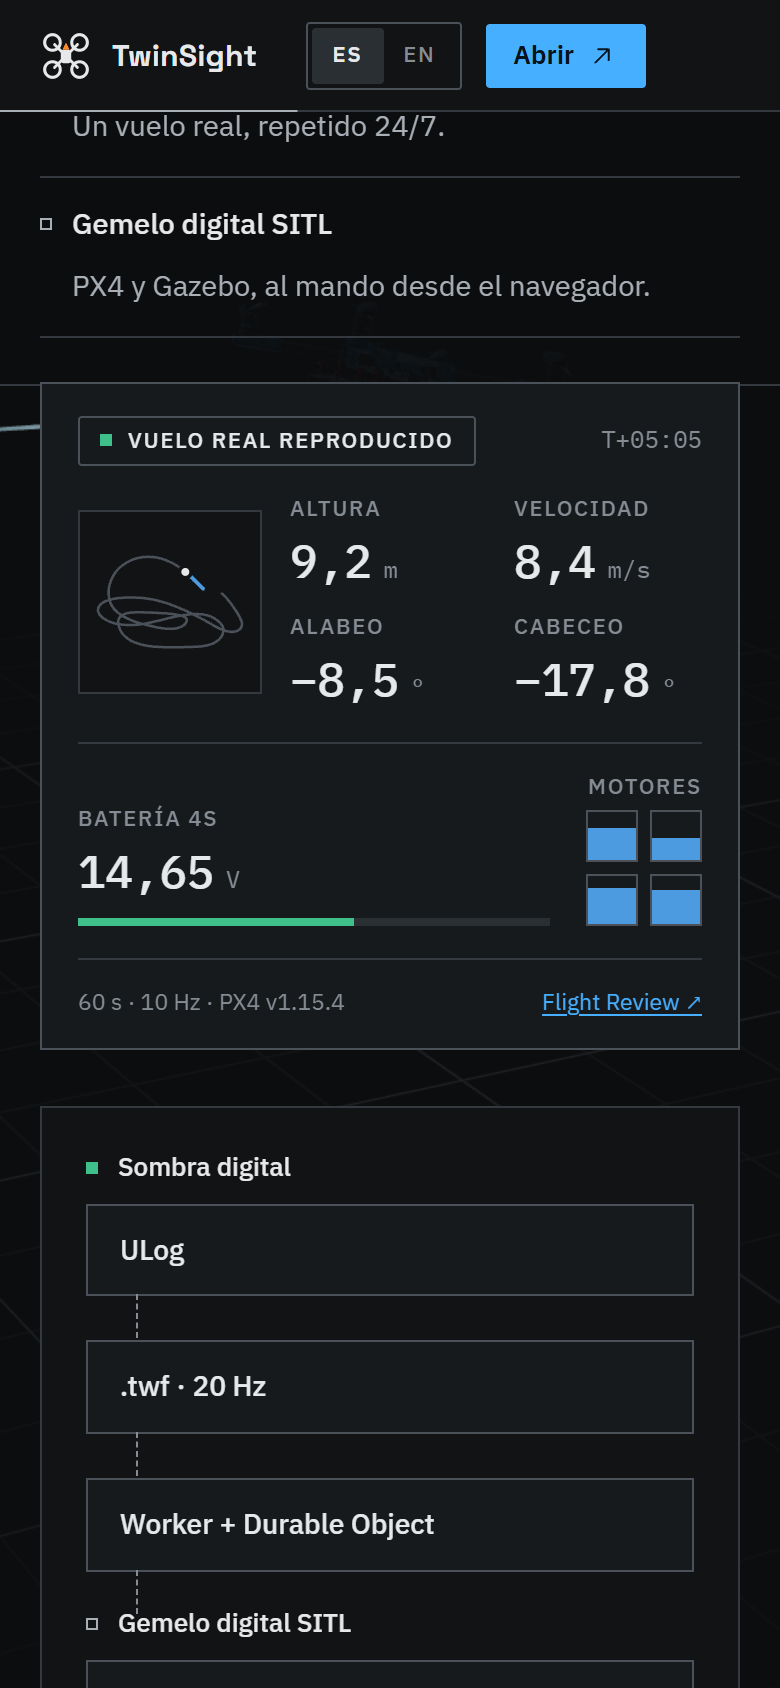 TwinSight
ES EN
Abrir ↗
Un vuelo real, repetido 24/7.
Gemelo digital SITL
PX4 y Gazebo, al mando desde el navegador.
VUELO REAL REPRODUCIDO
T+05:05
ALTURA
9,2 m
VELOCIDAD
8,4 m/s
ALABEO
−8,5 °
CABECEO
−17,8 °
BATERÍA 4S
14,65 V
MOTORES
60 s · 10 Hz · PX4 v1.15.4
Flight Review ↗
Sombra digital
ULog
.twf · 20 Hz
Worker + Durable Object
Gemelo digital SITL